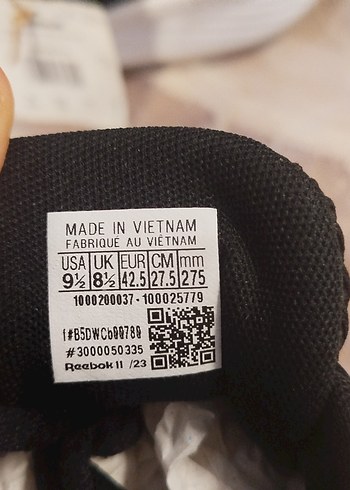 MADE IN VIETNAM
FABRIQUÉ AU VIÊTNAM
USA UK EUR CM mm
9½ 8½ 42.5 27.5 275
1000200037-100025779
#3000050335
Reebok 11 /23